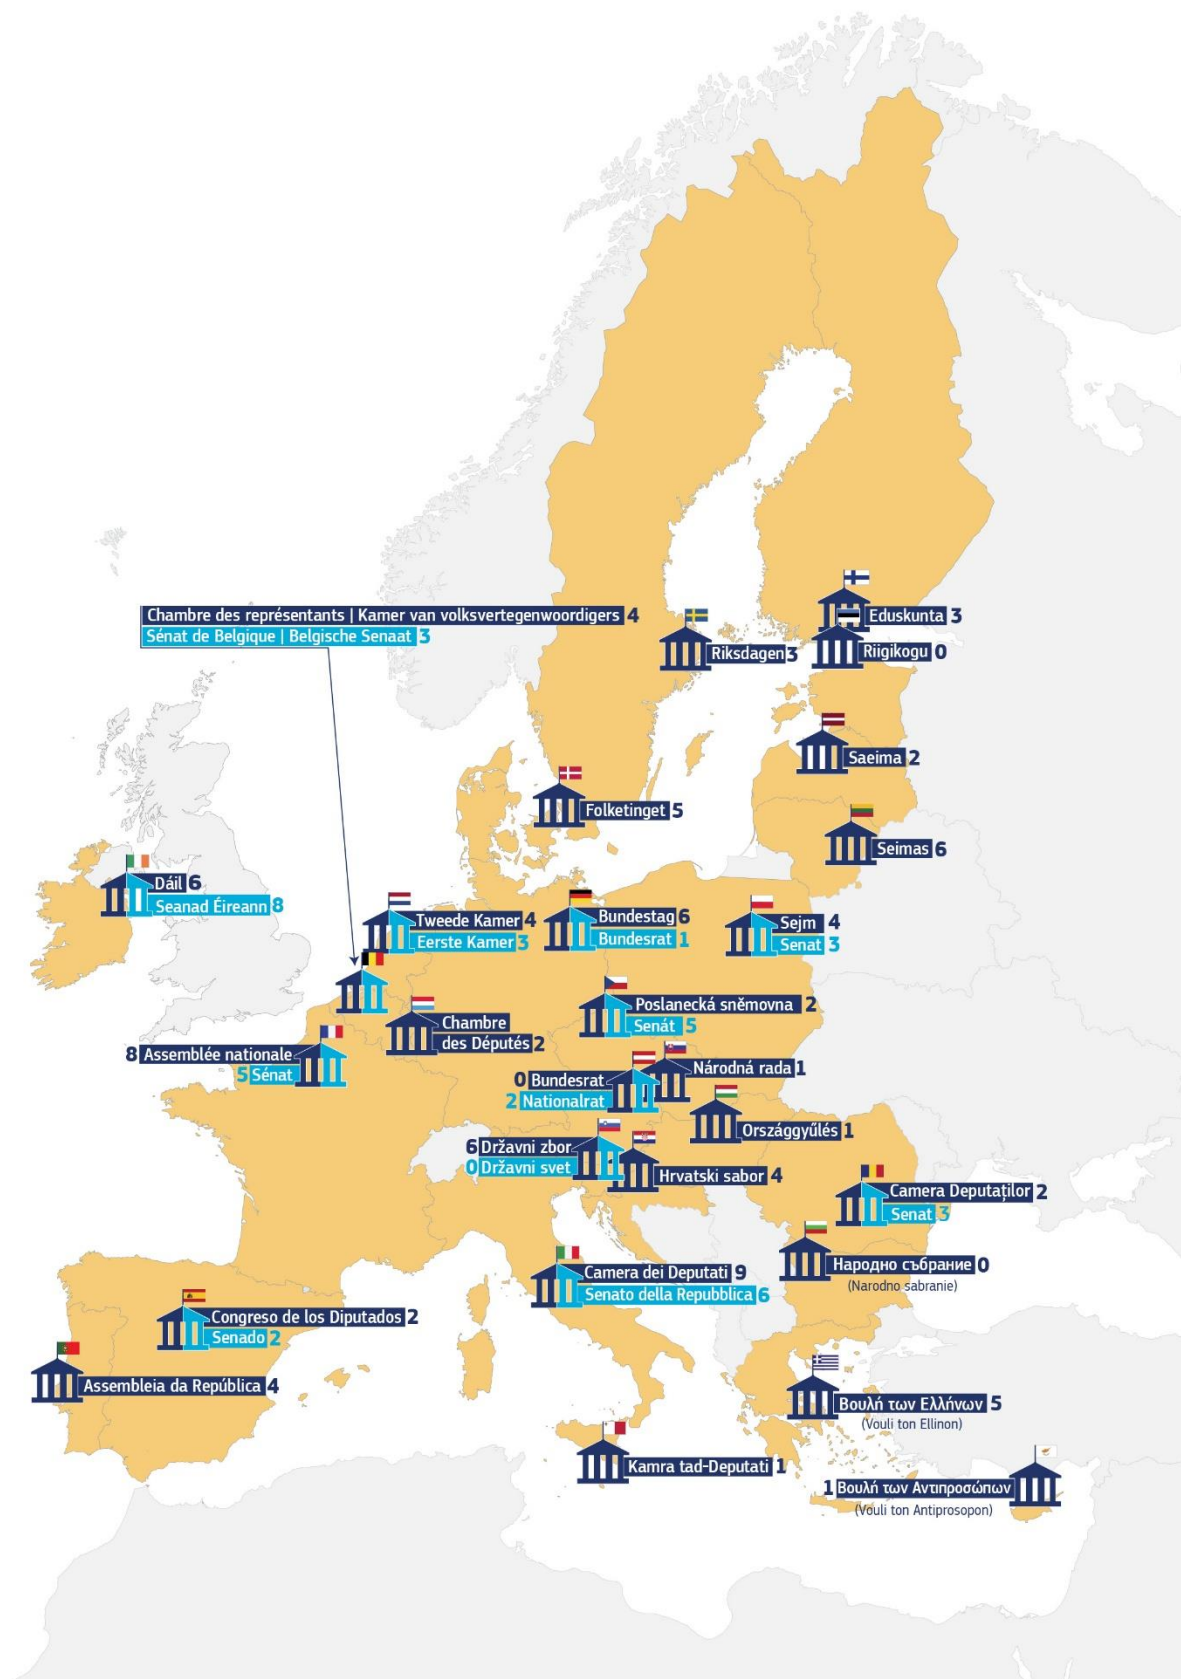 Chambre des représentants | Kamer van volksvertegenwoordigers 4
Sénat de Belgique | Belgische Senaat 3
Eduskunta 3
Riksdagen 3
Riigikogu 0
Saeima 2
Folketinget 5
Seimas 6
Dáil 6
Seanad Éireann 8
Tweede Kamer 4
Eerste Kamer 3
Bundestag 6
Bundesrat 1
Sejm 4
Senat 3
Poslanecká sněmovna 2
Senát 5
Chambre
des Députés 2
8 Assemblée nationale
5 Sénat
Národná rada 1
0 Bundesrat
2 Nationalrat
Országgyűlés 1
6 Državni zbor
0 Državni svet
Hrvatski sabor 4
Camera Deputaților 2
Senat 3
Народно събрание 0
(Narodno sabranie)
Camera dei Deputati 9
Senato della Repubblica 6
Congreso de los Diputados 2
Senado 2
Assembleia da República 4
Βουλή των Ελλήνων 5
(Vouli ton Ellinon)
Kamra tad-Deputati 1
1 Βουλή των Αντιπροσώπων
(Vouli ton Antiprosopon)